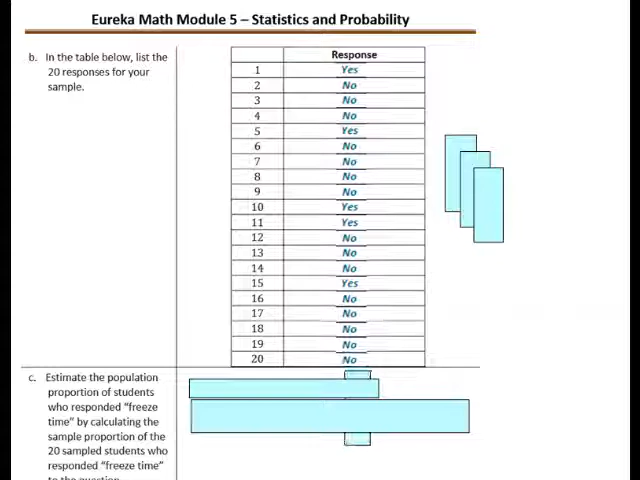 Eureka Math Module 5 – Statistics and Probability
b. In the table below, list the
20 responses for your
sample.
Response
1 Yes
2 No
3 No
4 No
5 Yes
6 No
7 No
8 No
9 No
10 Yes
11 Yes
12 No
13 No
14 No
15 Yes
16 No
17 No
18 No
19 No
20 No
c. Estimate the population
proportion of students
who responded “freeze
time” by calculating the
sample proportion of the
20 sampled students who
responded “freeze time”
to the question